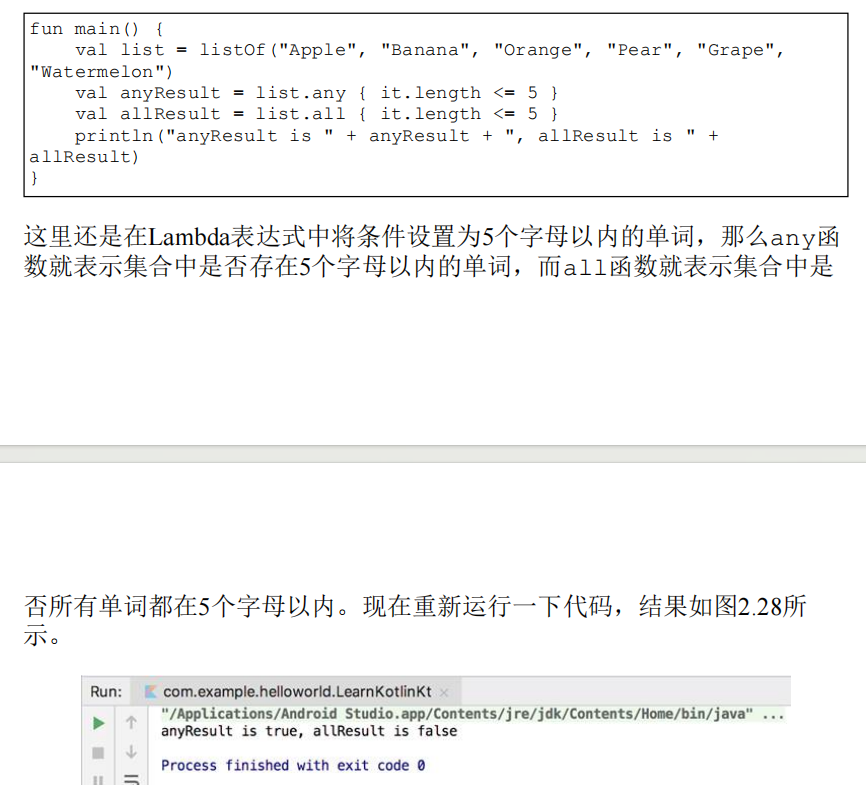 fun main() {
    val list = listOf("Apple", "Banana", "Orange", "Pear", "Grape",
"Watermelon")
    val anyResult = list.any { it.length <= 5 }
    val allResult = list.all { it.length <= 5 }
    println("anyResult is " + anyResult + ", allResult is " +
allResult)
}
这里还是在Lambda表达式中将条件设置为5个字母以内的单词，那么any函
数就表示集合中是否存在5个字母以内的单词，而all函数就表示集合中是
否所有单词都在5个字母以内。现在重新运行一下代码，结果如图2.28所
示。
Run: com.example.helloworld.LearnKotlinKt ×
"/Applications/Android Studio.app/Contents/jre/jdk/Contents/Home/bin/java" ...
anyResult is true, allResult is false
Process finished with exit code 0